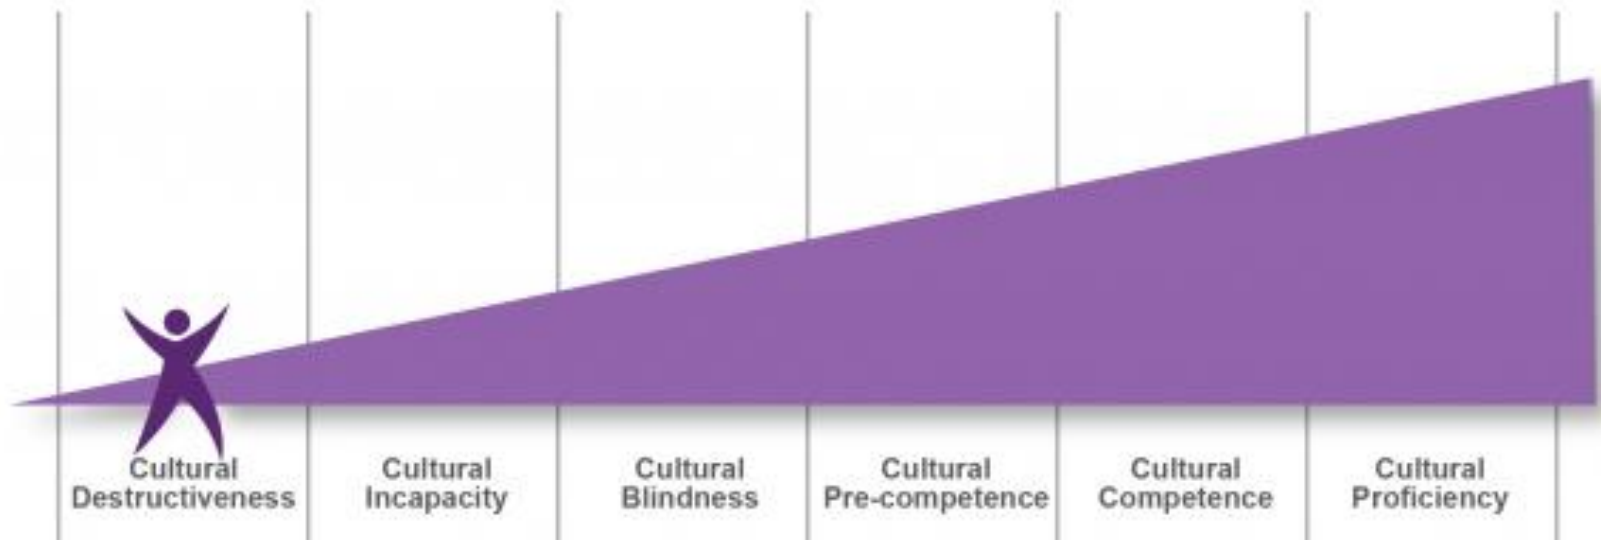 Cultural
Destructiveness
Cultural
Incapacity
Cultural
Blindness
Cultural
Pre-competence
Cultural
Competence
Cultural
Proficiency